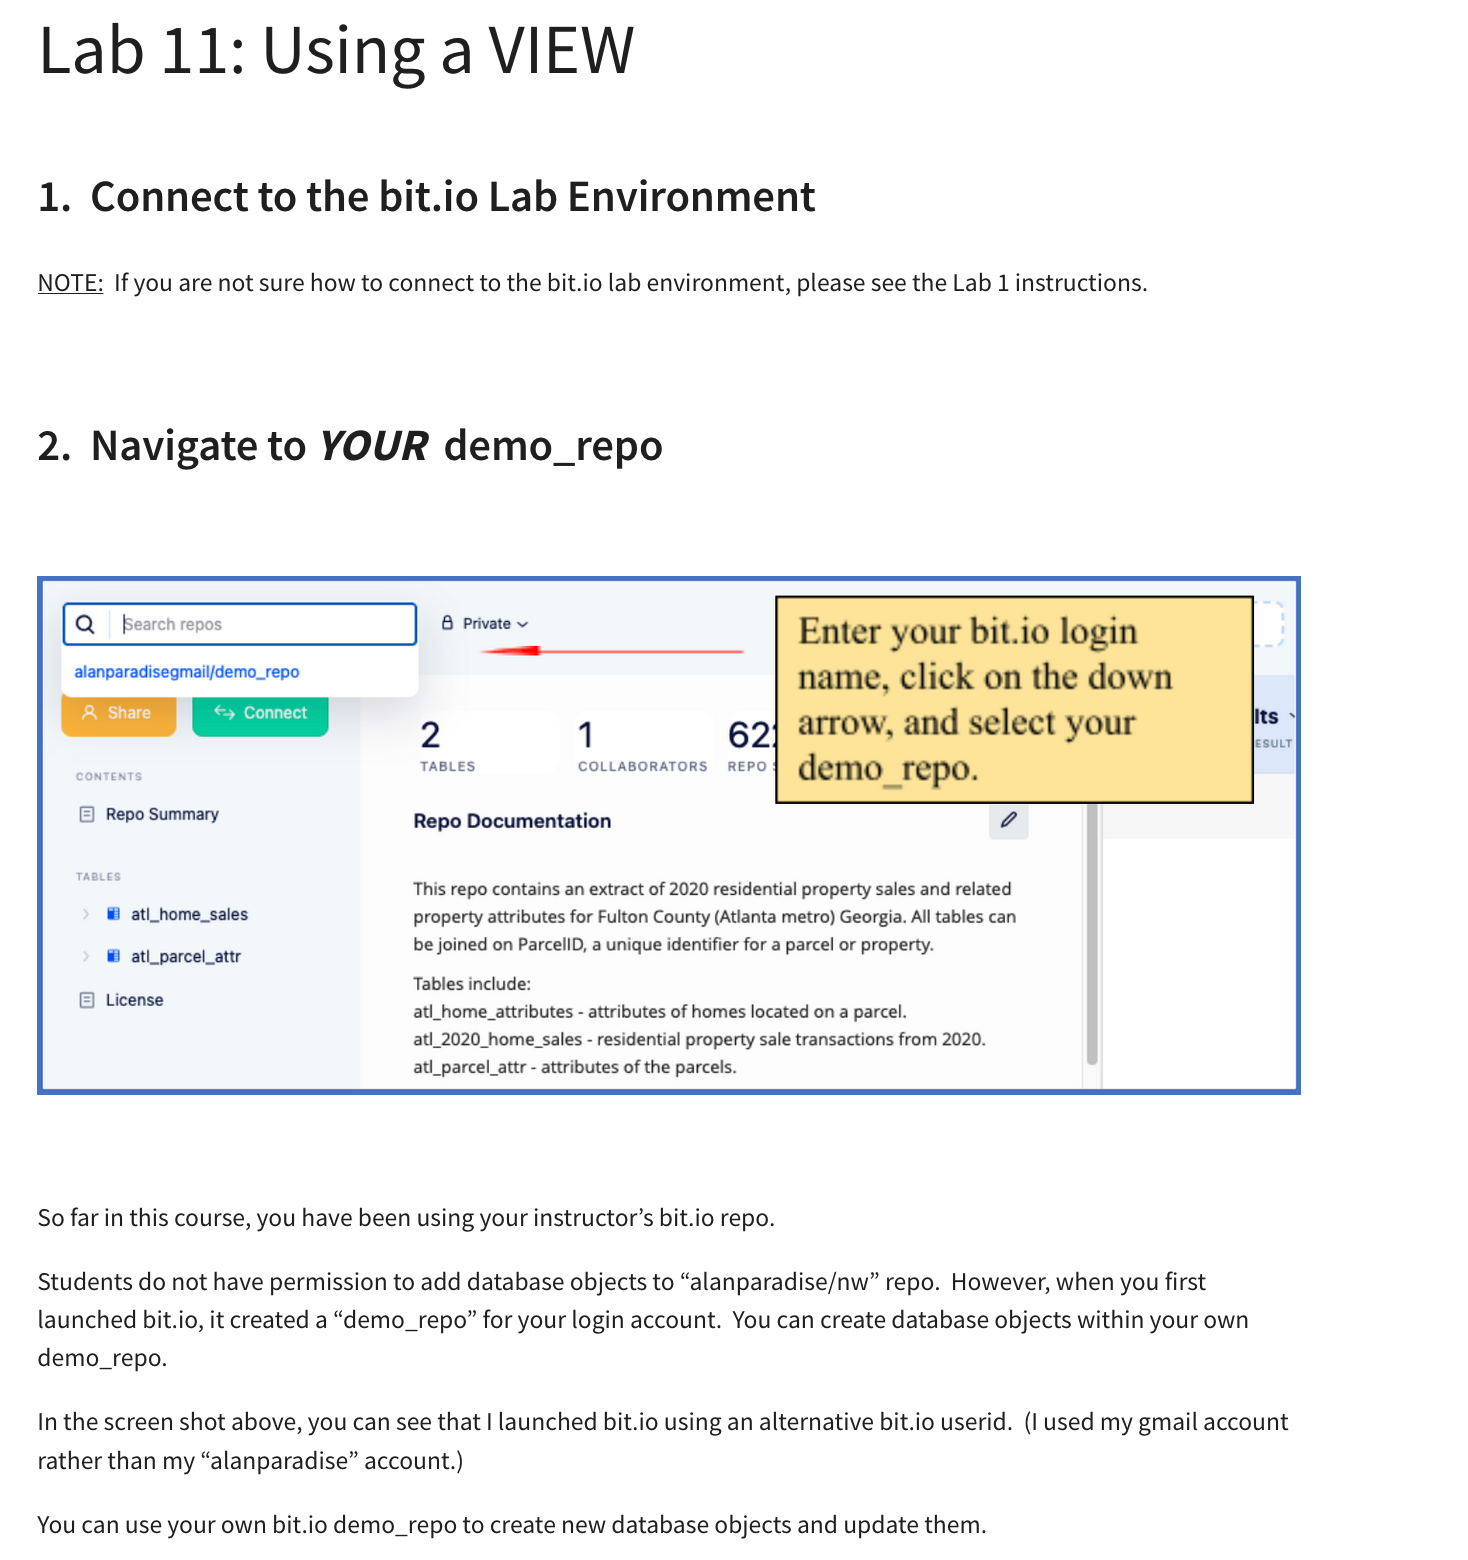 Lab 11: Using a VIEW
1. Connect to the bit.io Lab Environment
NOTE: If you are not sure how to connect to the bit.io lab environment, please see the Lab 1 instructions.
2. Navigate to YOUR demo_repo
Search repos
Private
alanparadisegmail/demo_repo
Share
Connect
Enter your bit.io login
name, click on the down
arrow, and select your
demo_repo.
2
TABLES
1
COLLABORATORS
REPO
CONTENTS
Repo Summary
TABLES
atl_home_sales
atl_parcel_attr
License
Repo Documentation
This repo contains an extract of 2020 residential property sales and related
property attributes for Fulton County (Atlanta metro) Georgia. All tables can
be joined on ParcelID, a unique identifier for a parcel or property.
Tables include:
atl_home_attributes - attributes of homes located on a parcel.
atl_2020_home_sales - residential property sale transactions from 2020.
atl_parcel_attr - attributes of the parcels.
So far in this course, you have been using your instructor’s bit.io repo.
Students do not have permission to add database objects to “alanparadise/nw” repo. However, when you first
launched bit.io, it created a “demo_repo” for your login account. You can create database objects within your own
demo_repo.
In the screen shot above, you can see that I launched bit.io using an alternative bit.io userid. (I used my gmail account
rather than my “alanparadise” account.)
You can use your own bit.io demo_repo to create new database objects and update them.